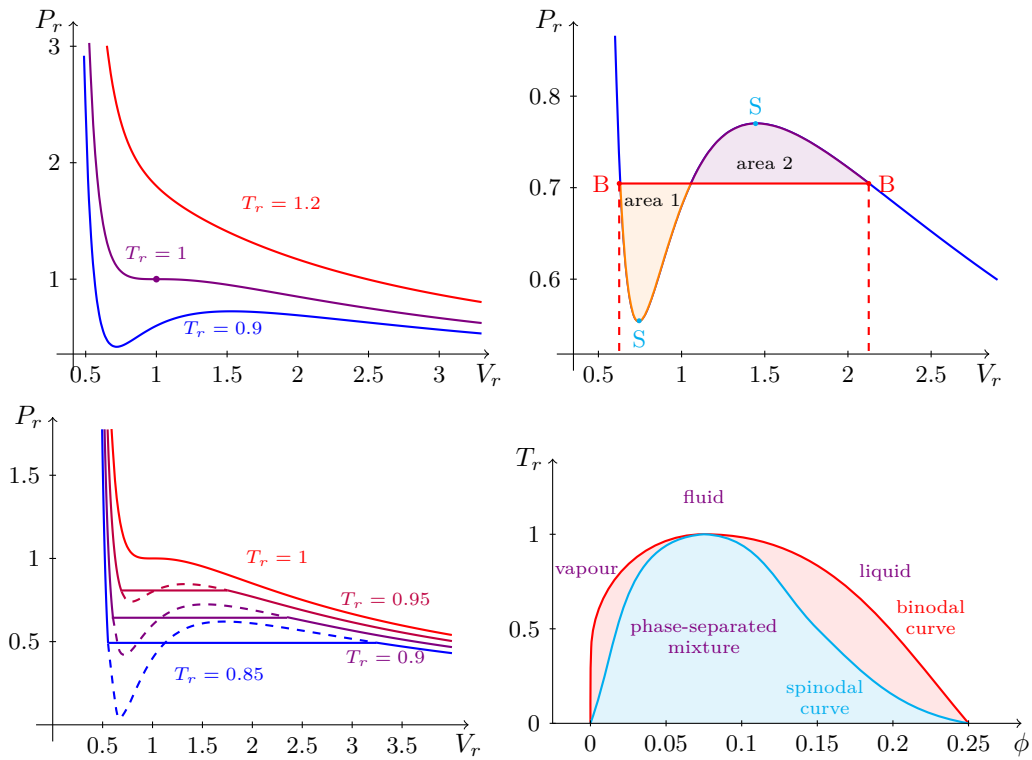 P_r
3
2
1
T_r = 1.2
T_r = 1
T_r = 0.9
0.5
1
1.5
2
2.5
3
V_r
P_r
0.8
0.7
0.6
S
area 2
B
B
area 1
S
0.5
1
1.5
2
2.5
V_r
P_r
1.5
1
0.5
T_r = 1
T_r = 0.95
T_r = 0.9
T_r = 0.85
0.5
1
1.5
2
2.5
3
3.5
V_r
T_r
1
0.5
0
fluid
vapour
liquid
binodal
curve
phase-separated
mixture
spinodal
curve
0
0.05
0.1
0.15
0.2
0.25
ϕ